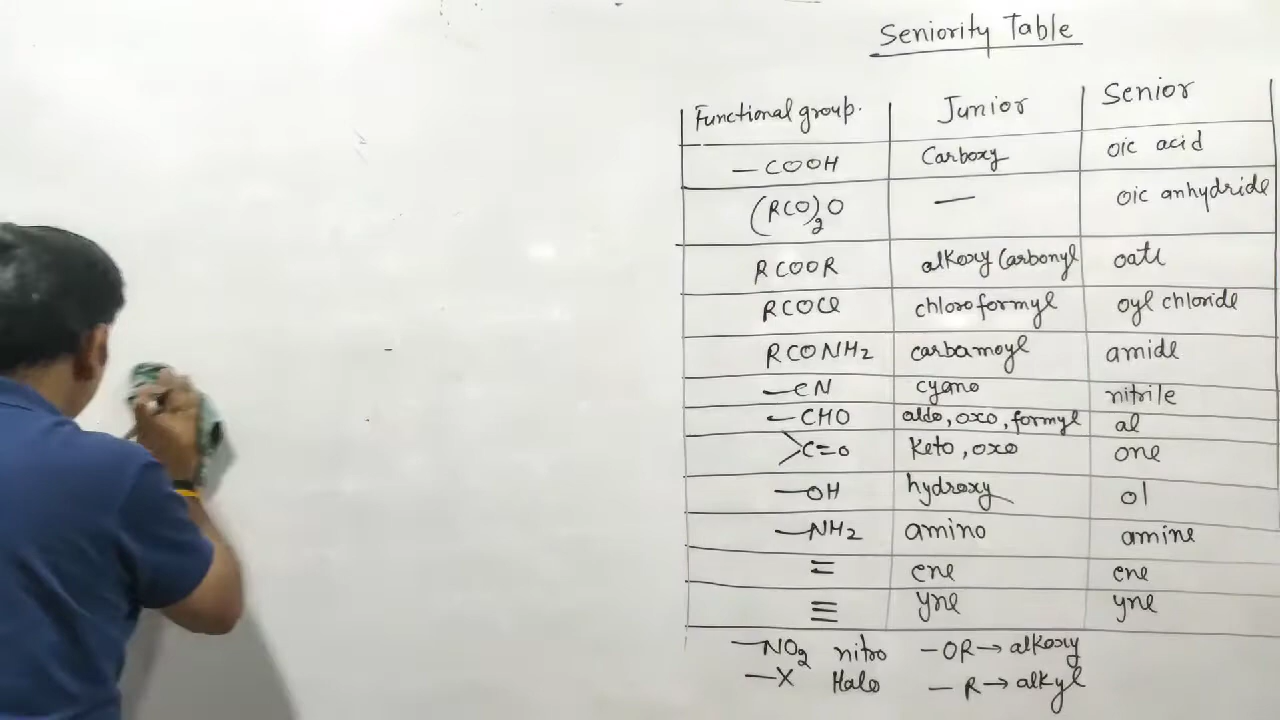 Seniority Table
Functional group. Junior Senior
—COOH Carboxy oic acid
(RCO)₂O — oic anhydride
RCOOR alkoxy Carbonyl oate
RCOCl chloroformyl oyl chloride
RCONH₂ carbamoyl amide
—CN cyano nitrile
—CHO aldo, oxo, formyl al
>C=O Keto, oxo one
—OH hydroxy ol
—NH₂ amino amine
= ene ene
≡ yne yne
—NO₂ nitro —OR→alkoxy
—X Halo —R→alkyl